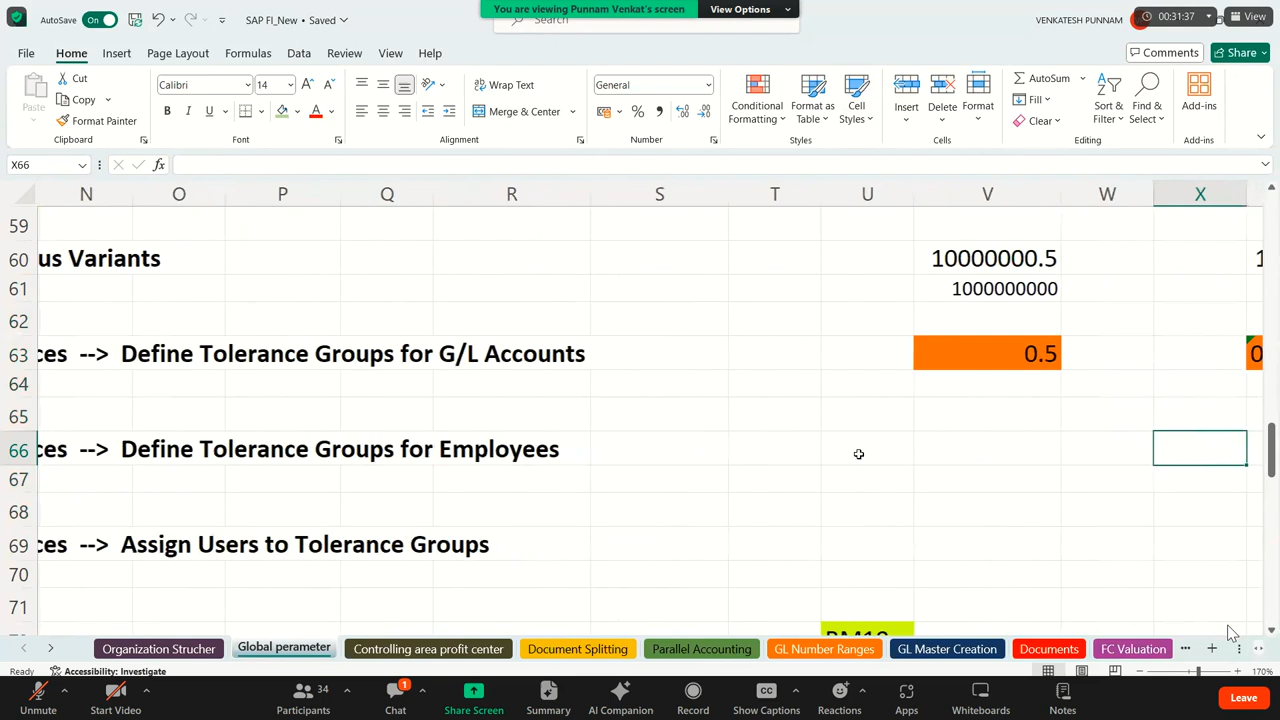 You are viewing Punnam Venkat's screen
View Options
AutoSave On
SAP FI_New • Saved
Search
VENKATESH PUNNAM
00:31:37
View
File Home Insert Page Layout Formulas Data Review View Help
Comments
Share
Paste
Cut
Copy
Format Painter
Clipboard
Calibri
14
B I U
Font
Wrap Text
Merge & Center
Alignment
General
Number
Conditional Formatting
Format as Table
Cell Styles
Styles
Insert
Delete
Format
Cells
AutoSum
Fill
Clear
Sort & Filter
Find & Select
Editing
Add-ins
Add-ins
X66
fx
N O P Q R S T U V W X
59
60 us Variants 10000000.5 1
61 1000000000
62
63 ces --> Define Tolerance Groups for G/L Accounts 0.5 0
64
65
66 ces --> Define Tolerance Groups for Employees
67
68
69 ces --> Assign Users to Tolerance Groups
70
71
Organization Strucher
Global perameter
Controlling area profit center
Document Splitting
Parallel Accounting
GL Number Ranges
GL Master Creation
Documents
FC Valuation
Ready
Accessibility: Investigate
170%
Unmute
Start Video
34
Participants
1
Chat
Share Screen
Summary
AI Companion
Record
CC
Show Captions
Reactions
Apps
Whiteboards
Notes
Leave